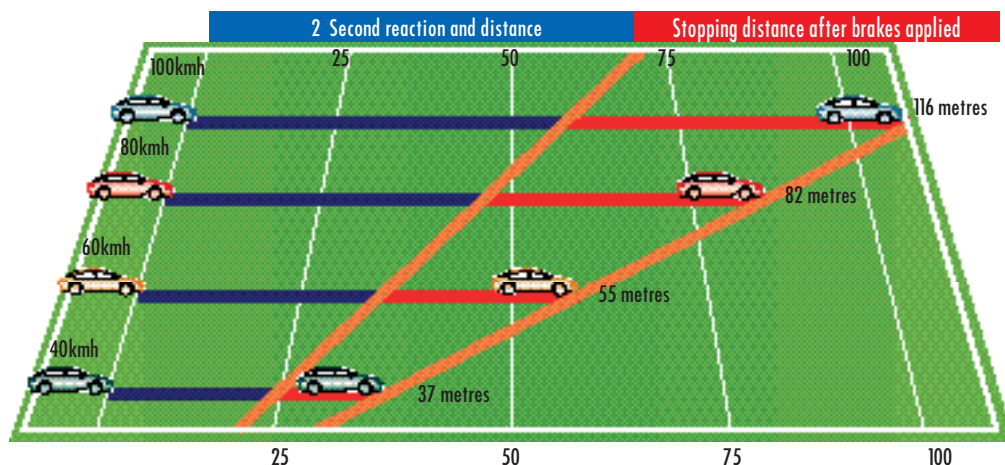 2 Second reaction and distance
Stopping distance after brakes applied
25
50
75
100
100kmh
116 metres
80kmh
82 metres
60kmh
55 metres
40kmh
37 metres
25
50
75
100